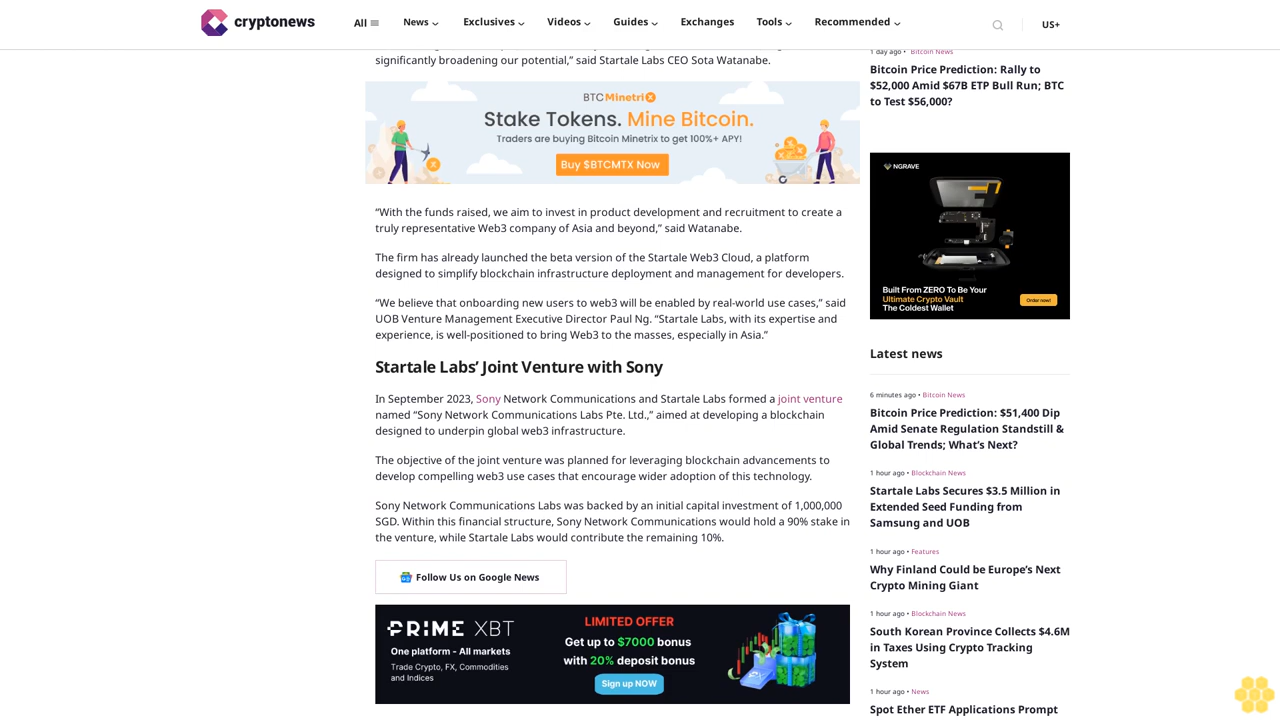 cryptonews
All
News
Exclusives
Videos
Guides
Exchanges
Tools
Recommended
US+
significantly broadening our potential,” said Startale Labs CEO Sota Watanabe.
BTC Minetrix
Stake Tokens. Mine Bitcoin.
Traders are buying Bitcoin Minetrix to get 100%+ APY!
Buy $BTCMTX Now
“With the funds raised, we aim to invest in product development and recruitment to create a
truly representative Web3 company of Asia and beyond,” said Watanabe.
The firm has already launched the beta version of the Startale Web3 Cloud, a platform
designed to simplify blockchain infrastructure deployment and management for developers.
“We believe that onboarding new users to web3 will be enabled by real-world use cases,” said
UOB Venture Management Executive Director Paul Ng. “Startale Labs, with its expertise and
experience, is well-positioned to bring Web3 to the masses, especially in Asia.”
Startale Labs’ Joint Venture with Sony
In September 2023, Sony Network Communications and Startale Labs formed a joint venture
named “Sony Network Communications Labs Pte. Ltd.,” aimed at developing a blockchain
designed to underpin global web3 infrastructure.
The objective of the joint venture was planned for leveraging blockchain advancements to
develop compelling web3 use cases that encourage wider adoption of this technology.
Sony Network Communications Labs was backed by an initial capital investment of 1,000,000
SGD. Within this financial structure, Sony Network Communications would hold a 90% stake in
the venture, while Startale Labs would contribute the remaining 10%.
Follow Us on Google News
PRIME XBT
One platform - All markets
Trade Crypto, FX, Commodities
and Indices
LIMITED OFFER
Get up to $7000 bonus
with 20% deposit bonus
Sign up NOW
1 day ago • Bitcoin News
Bitcoin Price Prediction: Rally to
$52,000 Amid $67B ETP Bull Run; BTC
to Test $56,000?
NGRAVE
Built From ZERO To Be Your
Ultimate Crypto Vault
The Coldest Wallet
Order now!
Latest news
6 minutes ago • Bitcoin News
Bitcoin Price Prediction: $51,400 Dip
Amid Senate Regulation Standstill &
Global Trends; What’s Next?
1 hour ago • Blockchain News
Startale Labs Secures $3.5 Million in
Extended Seed Funding from
Samsung and UOB
1 hour ago • Features
Why Finland Could be Europe’s Next
Crypto Mining Giant
1 hour ago • Blockchain News
South Korean Province Collects $4.6M
in Taxes Using Crypto Tracking
System
1 hour ago • News
Spot Ether ETF Applications Prompt